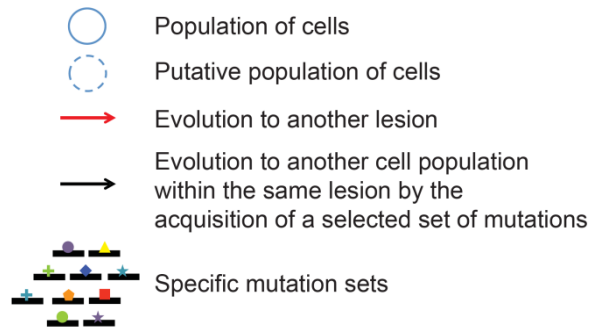 Population of cells
Putative population of cells
Evolution to another lesion
Evolution to another cell population
within the same lesion by the
acquisition of a selected set of mutations
Specific mutation sets